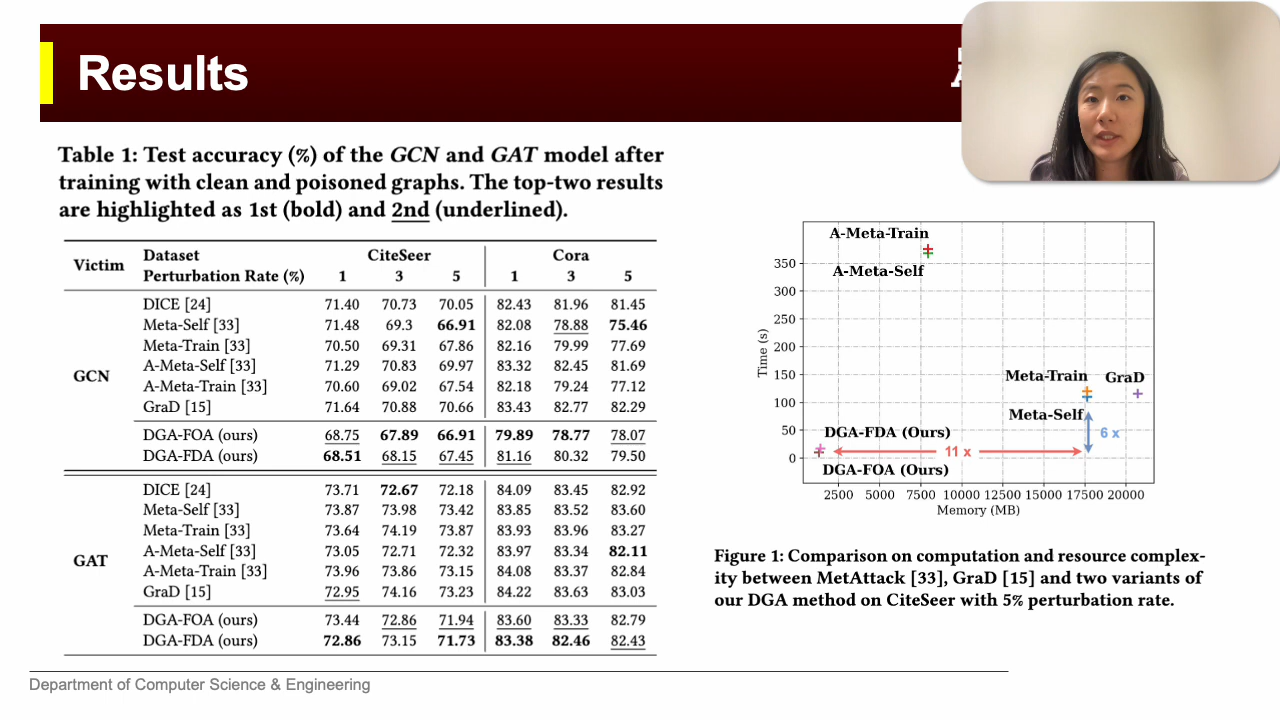 Results
Table 1: Test accuracy (%) of the GCN and GAT model after
training with clean and poisoned graphs. The top-two results
are highlighted as 1st (bold) and 2nd (underlined).
Victim Dataset CiteSeer Cora
Perturbation Rate (%) 1 3 5 1 3 5
GCN
DICE [24] 71.40 70.73 70.05 82.43 81.96 81.45
Meta-Self [33] 71.48 69.3 66.91 82.08 78.88 75.46
Meta-Train [33] 70.50 69.31 67.86 82.16 79.99 77.69
A-Meta-Self [33] 71.29 70.83 69.97 83.32 82.45 81.69
A-Meta-Train [33] 70.60 69.02 67.54 82.18 79.24 77.12
GraD [15] 71.64 70.88 70.66 83.43 82.77 82.29
DGA-FOA (ours) 68.75 67.89 66.91 79.89 78.77 78.07
DGA-FDA (ours) 68.51 68.15 67.45 81.16 80.32 79.50
GAT
DICE [24] 73.71 72.67 72.18 84.09 83.45 82.92
Meta-Self [33] 73.87 73.98 73.42 83.85 83.52 83.60
Meta-Train [33] 73.64 74.19 73.87 83.93 83.96 83.27
A-Meta-Self [33] 73.05 72.71 72.32 83.97 83.34 82.11
A-Meta-Train [33] 73.96 73.86 73.15 84.08 83.37 82.84
GraD [15] 72.95 74.16 73.23 84.22 83.63 83.03
DGA-FOA (ours) 73.44 72.86 71.94 83.60 83.33 82.79
DGA-FDA (ours) 72.86 73.15 71.73 83.38 82.46 82.43
A-Meta-Train
A-Meta-Self
Meta-Train GraD
Meta-Self
6 x
DGA-FDA (Ours)
11 x
DGA-FOA (Ours)
Time (s)
350
300
250
200
150
100
50
0
2500 5000 7500 10000 12500 15000 17500 20000
Memory (MB)
Figure 1: Comparison on computation and resource complex-
ity between MetAttack [33], GraD [15] and two variants of
our DGA method on CiteSeer with 5% perturbation rate.
Department of Computer Science & Engineering